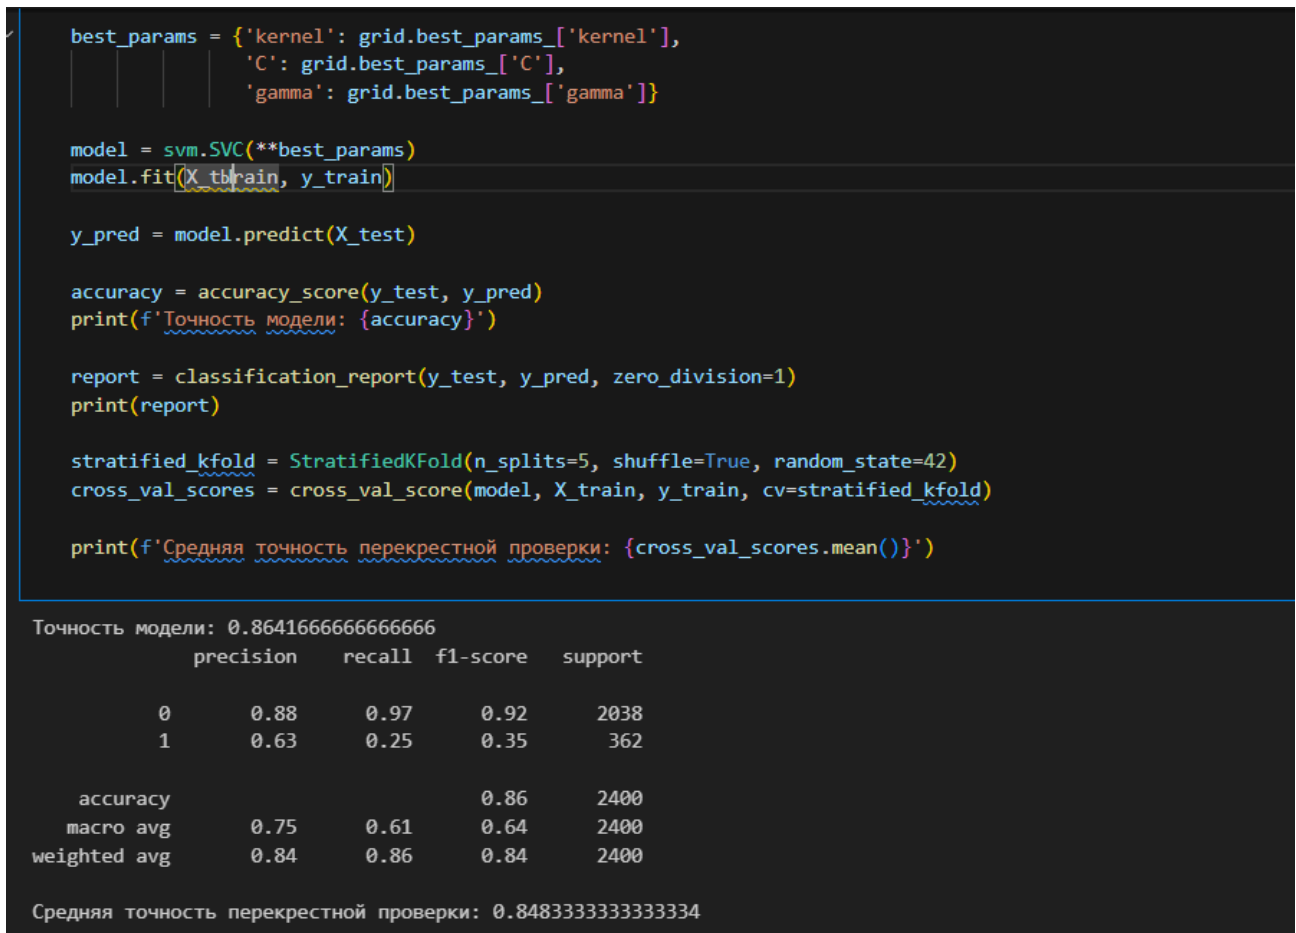 best_params = {'kernel': grid.best_params_['kernel'],
'C': grid.best_params_['C'],
'gamma': grid.best_params_['gamma']}
model = svm.SVC(**best_params)
model.fit(X_tbrain, y_train)
y_pred = model.predict(X_test)
accuracy = accuracy_score(y_test, y_pred)
print(f'Точность модели: {accuracy}')
report = classification_report(y_test, y_pred, zero_division=1)
print(report)
stratified_kfold = StratifiedKFold(n_splits=5, shuffle=True, random_state=42)
cross_val_scores = cross_val_score(model, X_train, y_train, cv=stratified_kfold)
print(f'Средняя точность перекрестной проверки: {cross_val_scores.mean()}')
Точность модели: 0.8641666666666666
precision recall f1-score support
0 0.88 0.97 0.92 2038
1 0.63 0.25 0.35 362
accuracy 0.86 2400
macro avg 0.75 0.61 0.64 2400
weighted avg 0.84 0.86 0.84 2400
Средняя точность перекрестной проверки: 0.8483333333333334